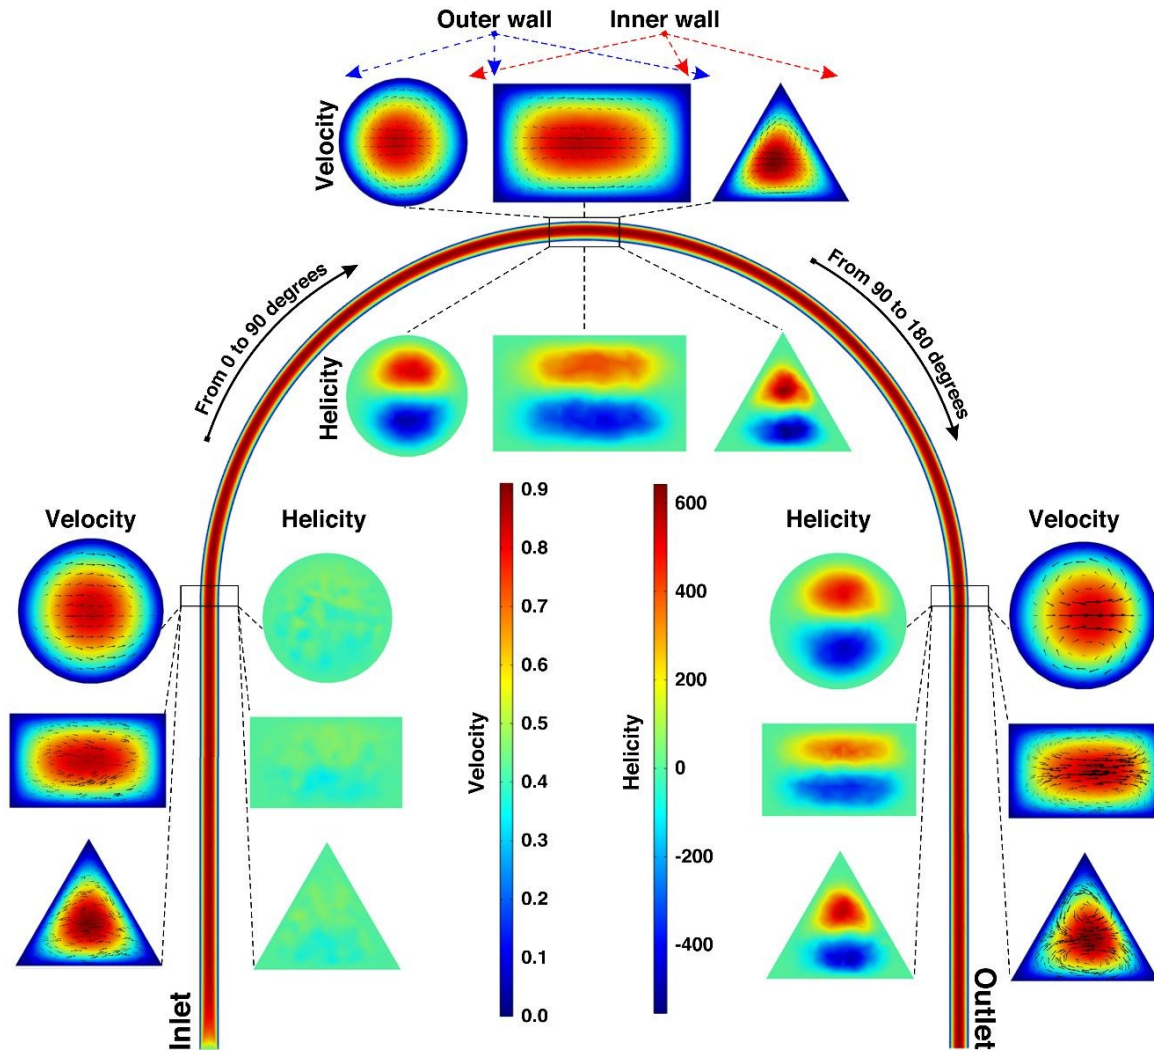 Outer wall
Inner wall
Velocity
From 0 to 90 degrees
From 90 to 180 degrees
Helicity
Velocity
Helicity
Helicity
Velocity
0.9
0.8
0.7
0.6
0.5
0.4
0.3
0.2
0.1
0.0
Velocity
600
400
200
0
-200
-400
Helicity
Inlet
Outlet